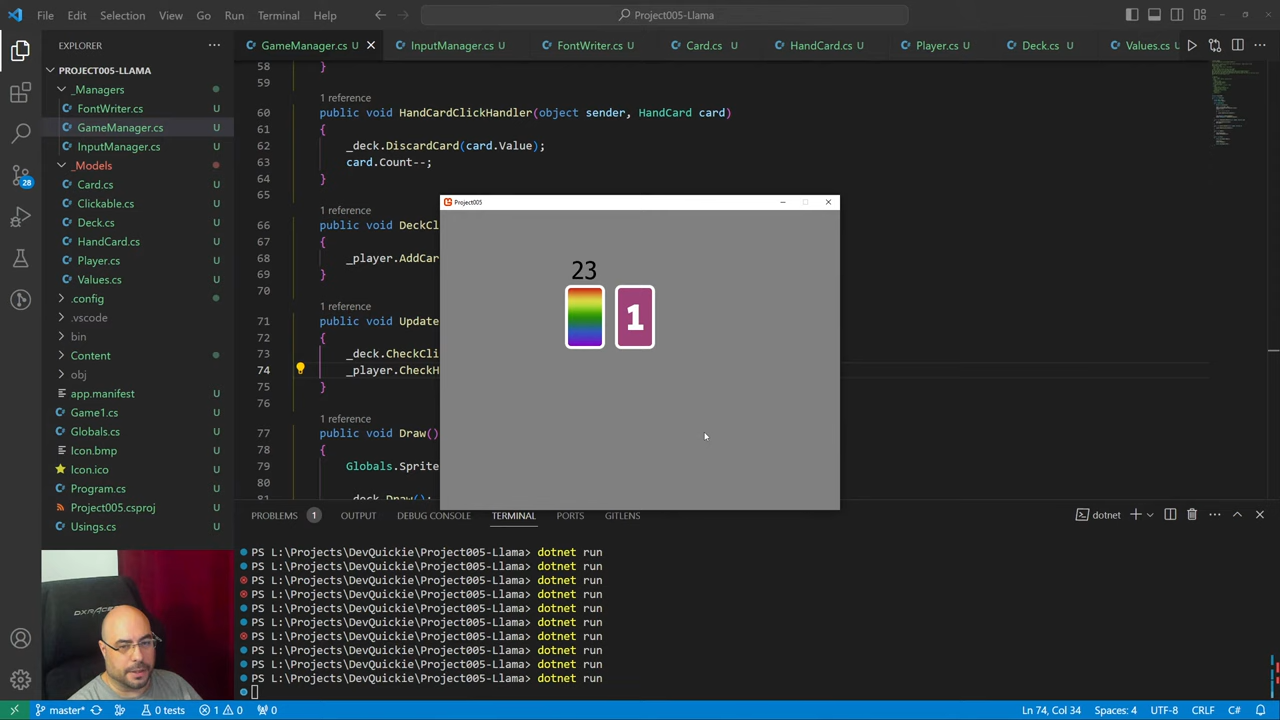 File Edit Selection View Go Run Terminal Help
Project005-Llama
EXPLORER
GameManager.cs
InputManager.cs U
FontWriter.cs U
Card.cs U
HandCard.cs U
Player.cs U
Deck.cs U
Values.cs U
PROJECT005-LLAMA
_Managers
FontWriter.cs U
GameManager.cs U
InputManager.cs U
_Models
Card.cs U
Clickable.cs U
Deck.cs U
HandCard.cs U
Player.cs U
Values.cs U
.config
.vscode
bin
Content
obj
app.manifest U
Game1.cs U
Globals.cs U
Icon.bmp U
Icon.ico U
Program.cs U
Project005.csproj U
Usings.cs U
28
58 }
59
1 reference
60 public void HandCardClickHandler(object sender, HandCard card)
61 {
62 _deck.DiscardCard(card.Value);
63 card.Count--;
64 }
65
1 reference
66 public void DeckCl
67 {
68 _player.AddCar
69 }
70
1 reference
71 public void Update
72 {
73 _deck.CheckCli
74 _player.CheckH
75 }
76
1 reference
77 public void Draw()
78 {
79 Globals.Sprite
80
81 _deck.Draw();
Project005
23
1
PROBLEMS 1 OUTPUT DEBUG CONSOLE TERMINAL PORTS GITLENS
dotnet
PS L:\Projects\DevQuickie\Project005-Llama> dotnet run
PS L:\Projects\DevQuickie\Project005-Llama> dotnet run
PS L:\Projects\DevQuickie\Project005-Llama> dotnet run
PS L:\Projects\DevQuickie\Project005-Llama> dotnet run
PS L:\Projects\DevQuickie\Project005-Llama> dotnet run
PS L:\Projects\DevQuickie\Project005-Llama> dotnet run
PS L:\Projects\DevQuickie\Project005-Llama> dotnet run
PS L:\Projects\DevQuickie\Project005-Llama> dotnet run
PS L:\Projects\DevQuickie\Project005-Llama> dotnet run
PS L:\Projects\DevQuickie\Project005-Llama> dotnet run
DXRACER
master* 0 tests 1 0 0
Ln 74, Col 34 Spaces: 4 UTF-8 CRLF C#